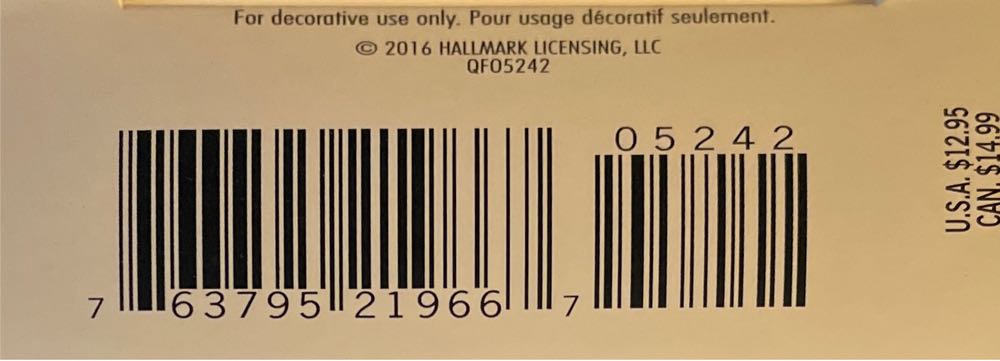 For decorative use only. Pour usage décoratif seulement.
© 2016 HALLMARK LICENSING, LLC
QFO5242
05242
7 63795 21966 7
U.S.A. $12.95
CAN. $14.99